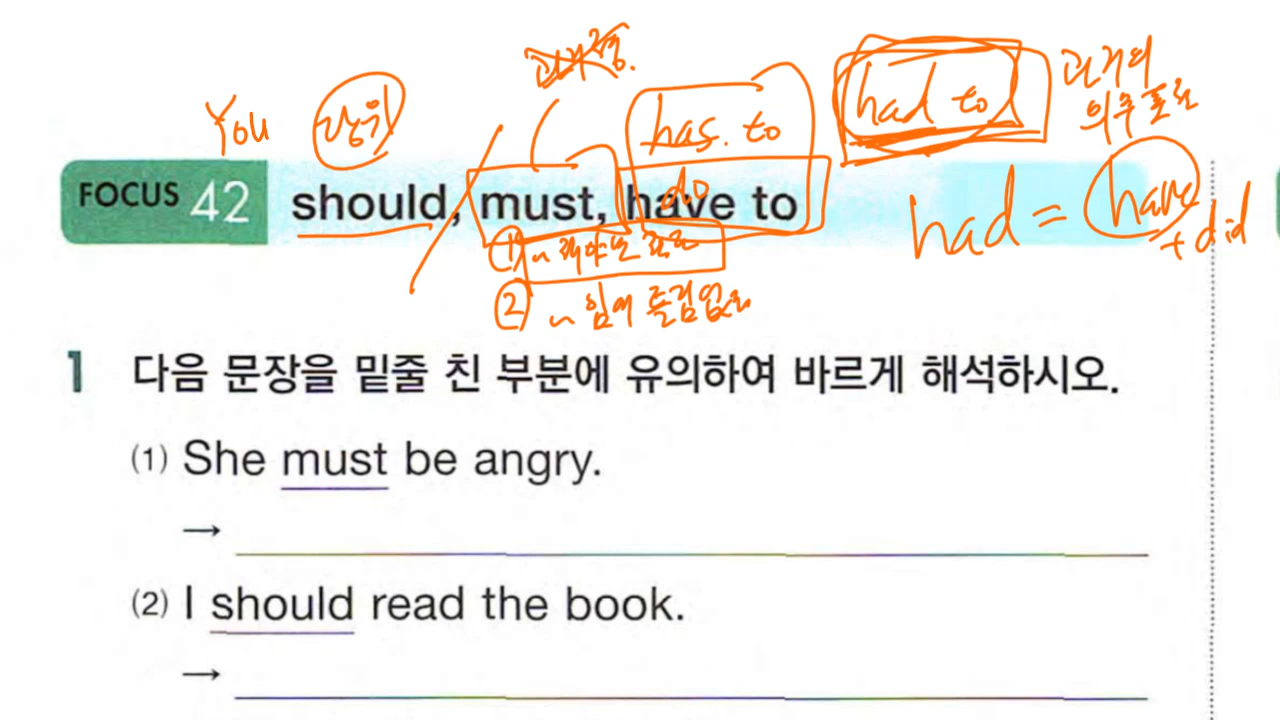 과거형.
You 당위 has to had to 과거의
의무 표현
FOCUS 42 should, must, have to
do
had = have + did
① ~ 해야만 한다
② ~ 임에 틀림없다
1 다음 문장을 밑줄 친 부분에 유의하여 바르게 해석하시오.
(1) She must be angry.
→
(2) I should read the book.
→